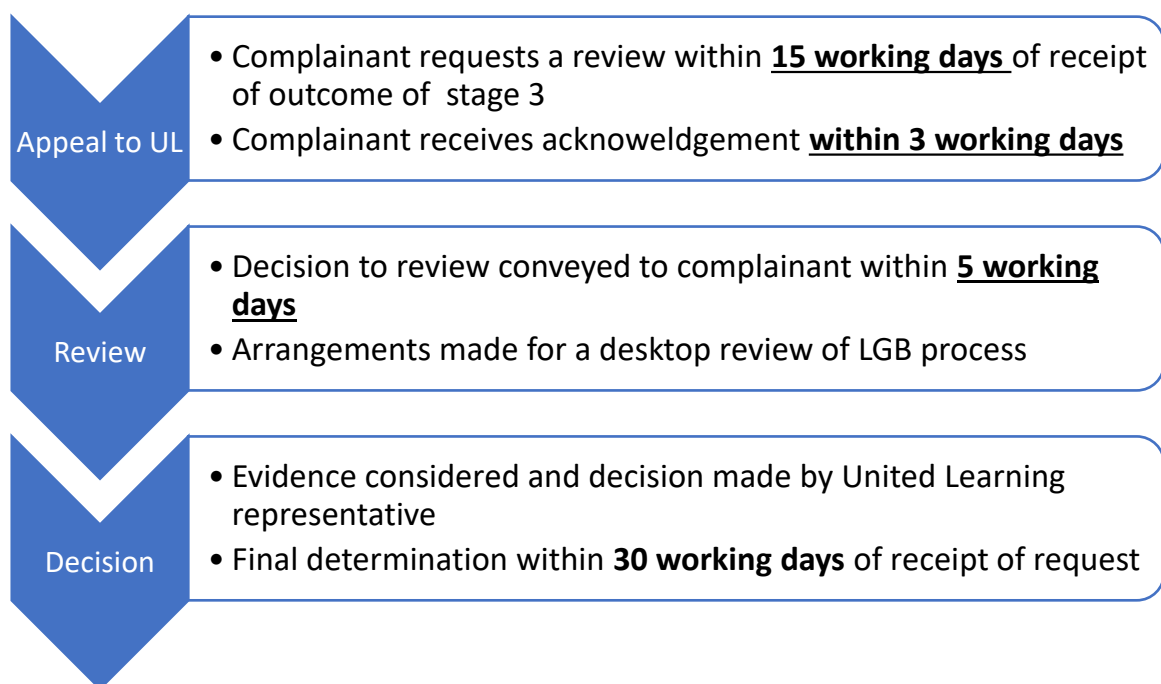 Appeal to UL
• Complainant requests a review within 15 working days of receipt
of outcome of stage 3
• Complainant receives acknoweldgement within 3 working days
Review
• Decision to review conveyed to complainant within 5 working
days
• Arrangements made for a desktop review of LGB process
Decision
• Evidence considered and decision made by United Learning
representative
• Final determination within 30 working days of receipt of request